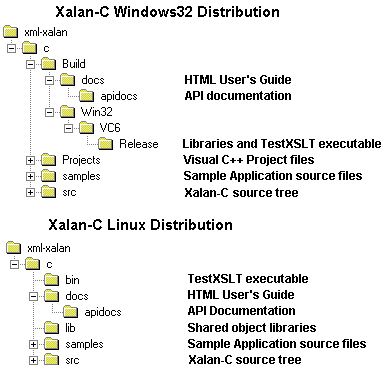 Xalan-C Windows32 Distribution
xml-xalan
c
Build
docs HTML User's Guide
apidocs API documentation
Win32
VC6
Release Libraries and TestXSLT executable
Projects Visual C++ Project files
samples Sample Application source files
src Xalan-C source tree
Xalan-C Linux Distribution
xml-xalan
c
bin TestXSLT executable
docs HTML User's Guide
apidocs API Documentation
lib Shared object libraries
samples Sample Application source files
src Xalan-C source tree